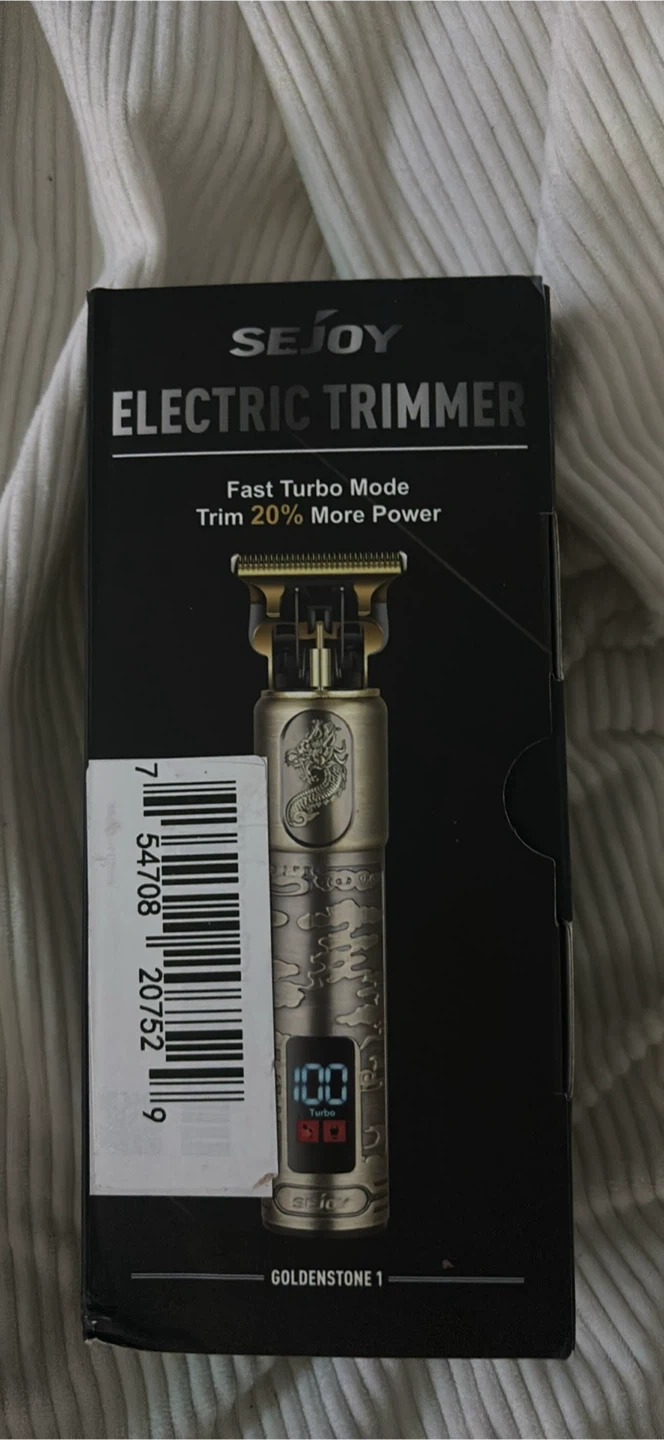 SEJOY
ELECTRIC TRIMMER
Fast Turbo Mode
Trim 20% More Power
7 54708 20752 9
100
Turbo
SEJOY
GOLDENSTONE 1